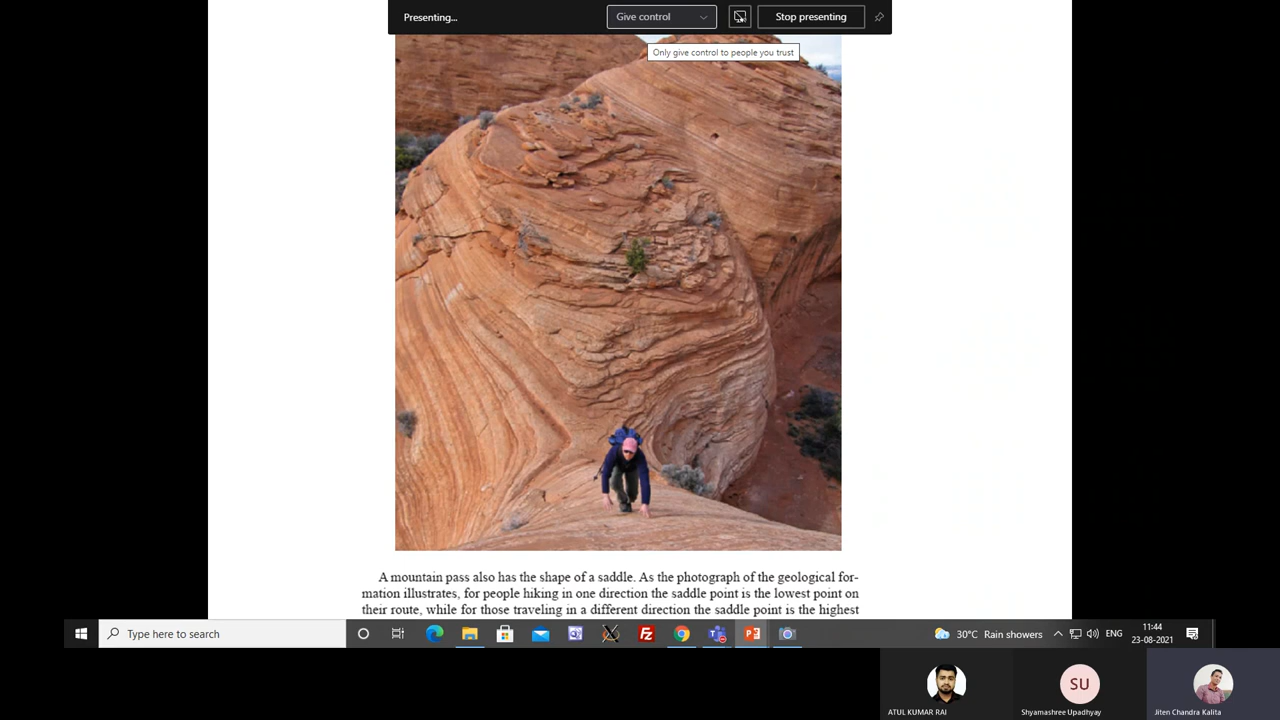 Presenting...
Give control
Stop presenting
Only give control to people you trust
A mountain pass also has the shape of a saddle. As the photograph of the geological for-
mation illustrates, for people hiking in one direction the saddle point is the lowest point on
their route, while for those traveling in a different direction the saddle point is the highest
Type here to search
30°C Rain showers
ENG
11:44
23-08-2021
SU
ATUL KUMAR RAI
Shyamashree Upadhyay
Jiten Chandra Kalita